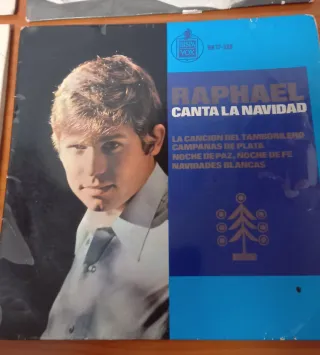 RAPHAEL
CANTA LA NAVIDAD
LA CANCION DEL TAMBORILERO
CAMPANAS DE PLATA
NOCHE DE PAZ, NOCHE DE FE
NAVIDADES BLANCAS